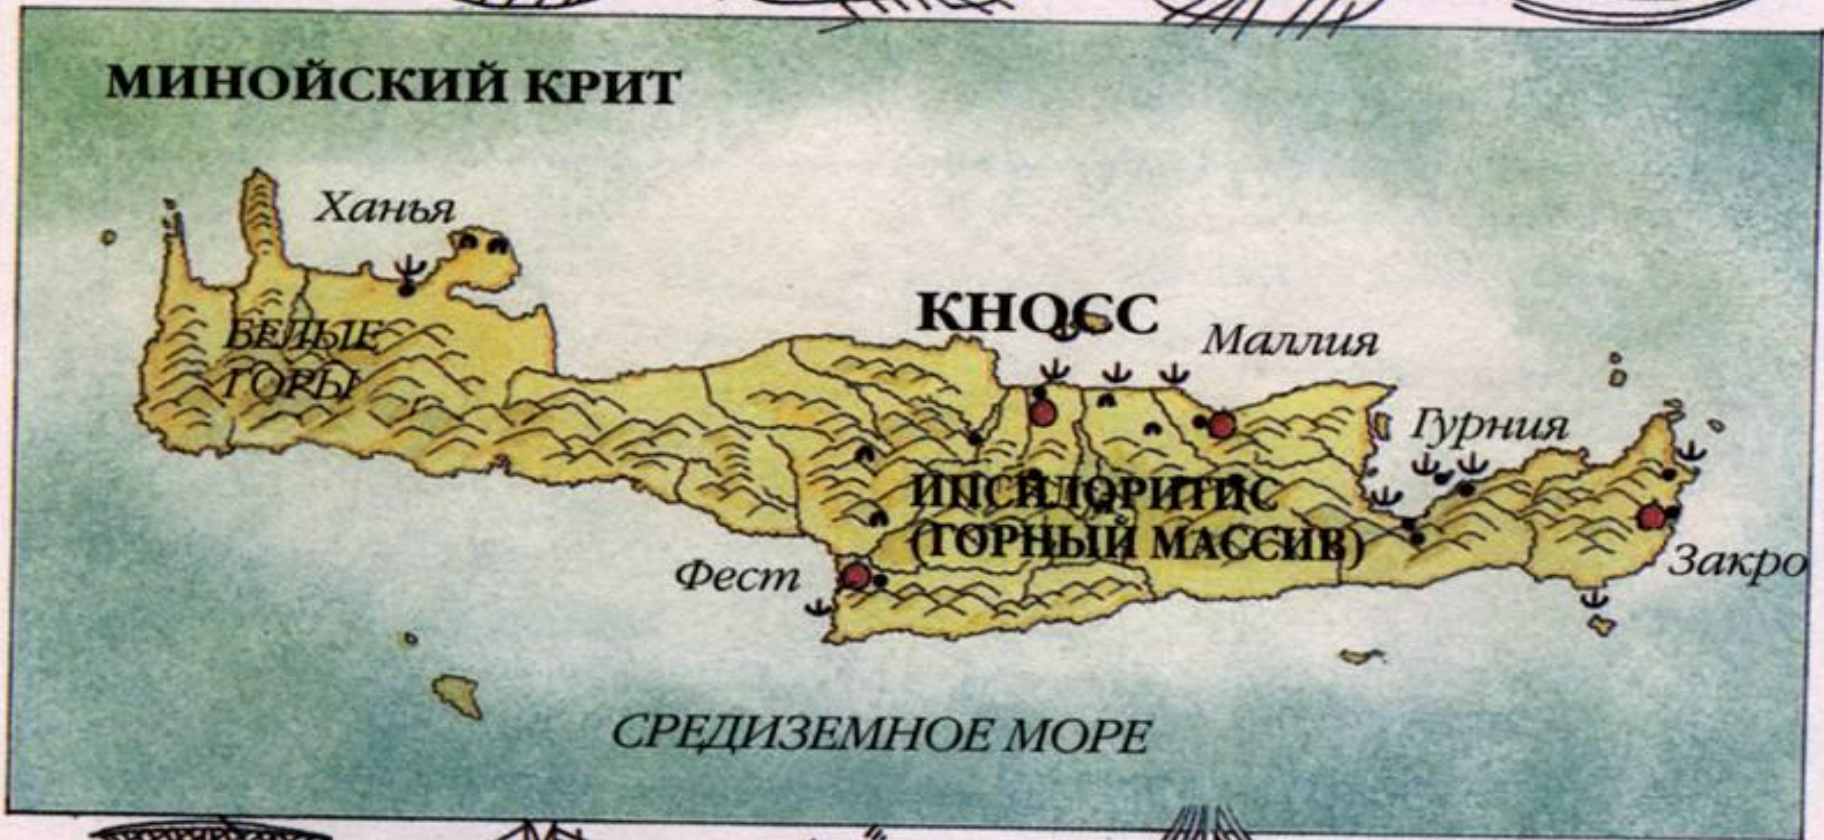 МИНОЙСКИЙ КРИТ
Ханья
БЕЛЫЕ
ГОРЫ
КНОСС
Маллия
Гурния
ИПСИЛОРИТИС
(ГОРНЫЙ МАССИВ)
Фест
Закро
СРЕДИЗЕМНОЕ МОРЕ